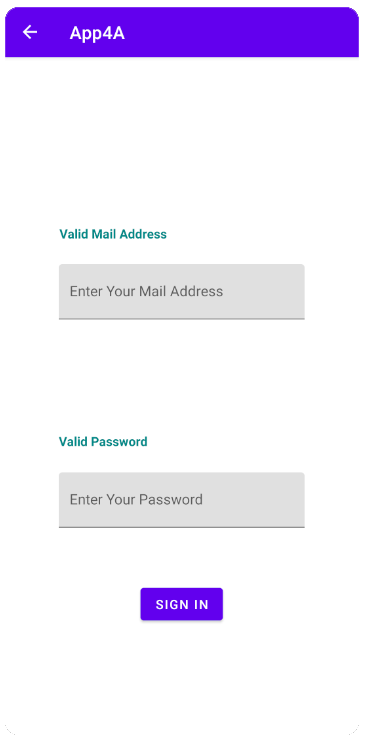 App4A
Valid Mail Address
Enter Your Mail Address
Valid Password
Enter Your Password
SIGN IN